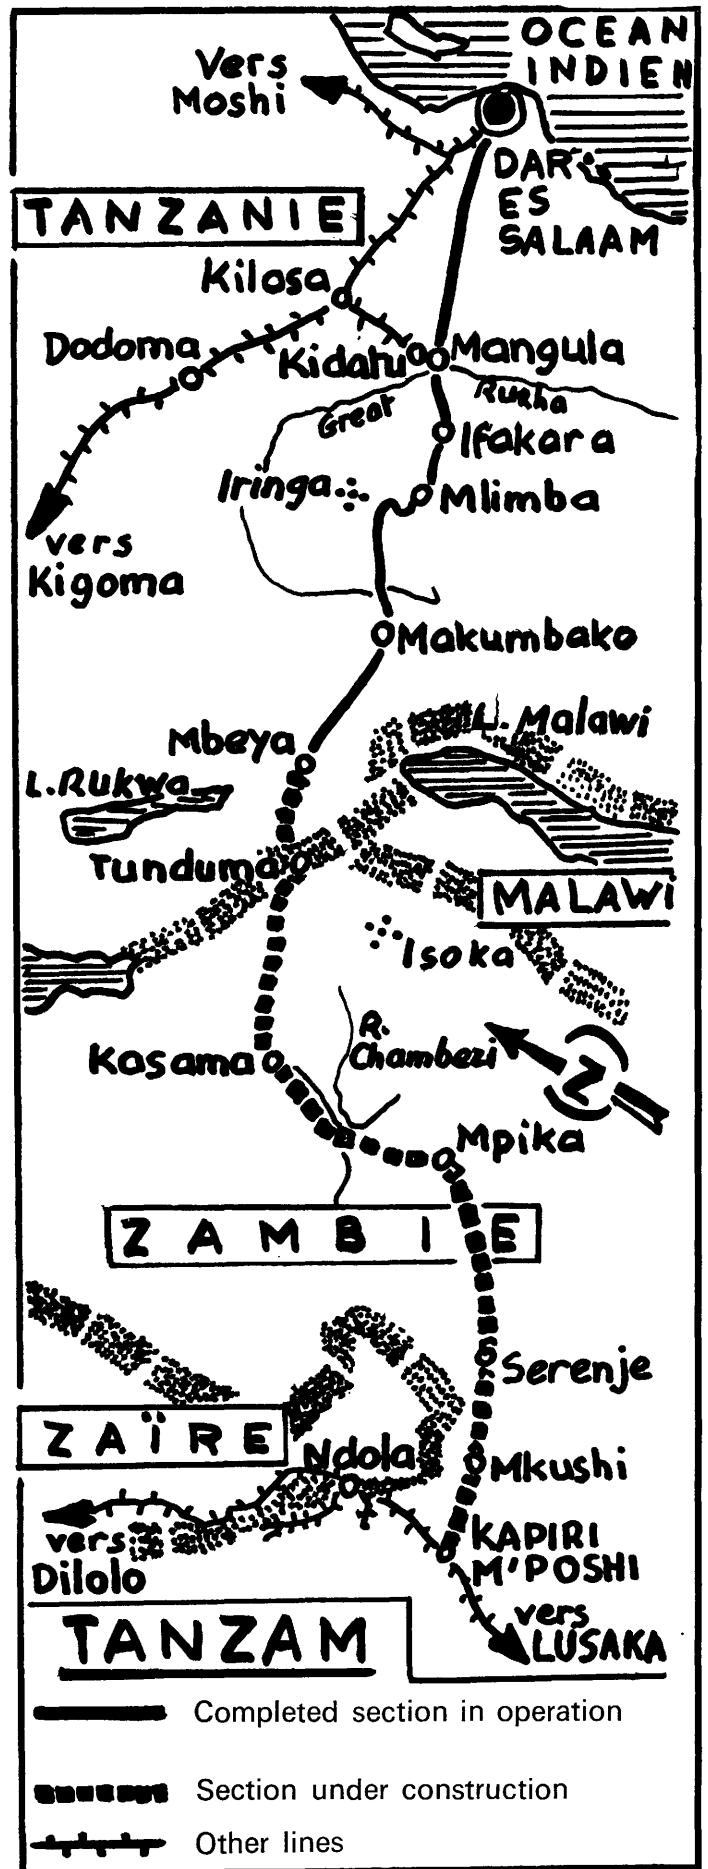 OCEAN
INDIEN
Vers
Moshi
DAR
ES
SALAAM
TANZANIE
Kilosa
Dodoma
Kidatu
Mangula
Great
Ruaha
Ifakara
Iringa
Mlimba
vers
Kigoma
Makumbako
L. Malawi
Mbeya
L. Rukwa
Tunduma
MALAWI
Isoka
R.
Chambezi
Kasama
N
Mpika
ZAMBIE
Serenje
ZAÏRE
Ndola
Mkushi
vers
Dilolo
KAPIRI
M'POSHI
vers
LUSAKA
TANZAM
Completed section in operation
Section under construction
Other lines